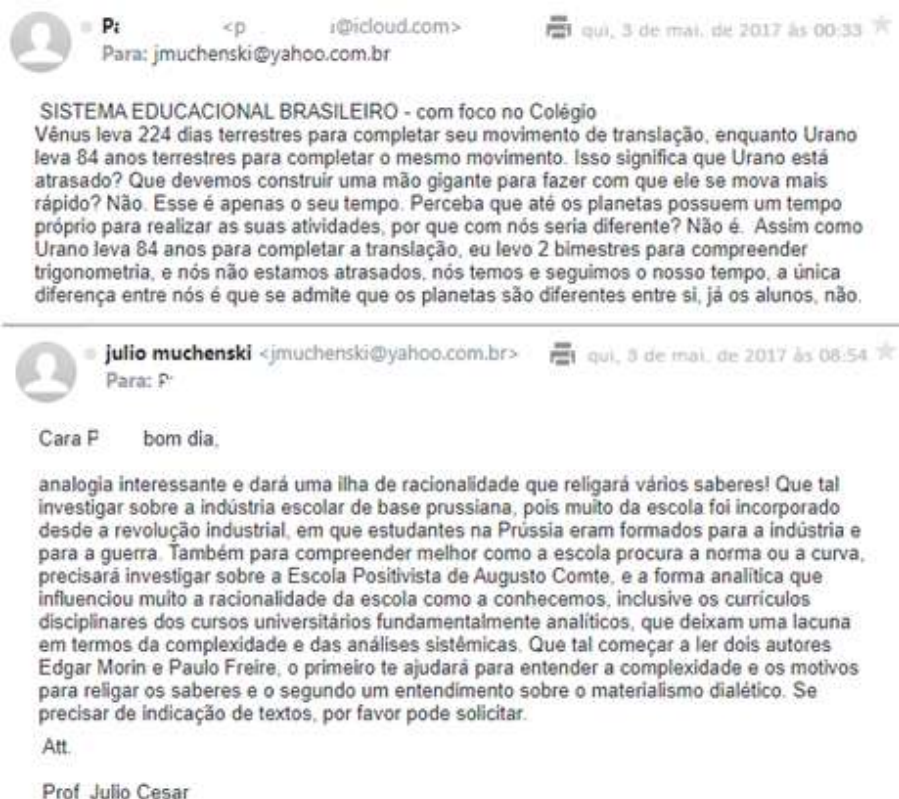 P
<p r@icloud.com> qui, 3 de mai. de 2017 às 00:33
Para: jmuchenski@yahoo.com.br
SISTEMA EDUCACIONAL BRASILEIRO - com foco no Colégio
Vênus leva 224 dias terrestres para completar seu movimento de translação, enquanto Urano
leva 84 anos terrestres para completar o mesmo movimento. Isso significa que Urano está
atrasado? Que devemos construir uma mão gigante para fazer com que ele se mova mais
rápido? Não. Esse é apenas o seu tempo. Perceba que até os planetas possuem um tempo
próprio para realizar as suas atividades, por que com nós seria diferente? Não é. Assim como
Urano leva 84 anos para completar a translação, eu levo 2 bimestres para compreender
trigonometria, e nós não estamos atrasados, nós temos e seguimos o nosso tempo, a única
diferença entre nós é que se admite que os planetas são diferentes entre si, já os alunos, não.
julio muchenski <jmuchenski@yahoo.com.br> qui, 3 de mai. de 2017 às 08:54
Para: P
Cara P bom dia,
analogia interessante e dará uma ilha de racionalidade que religará vários saberes! Que tal
investigar sobre a indústria escolar de base prussiana, pois muito da escola foi incorporado
desde a revolução industrial, em que estudantes na Prússia eram formados para a indústria e
para a guerra. Também para compreender melhor como a escola procura a norma ou a curva,
precisará investigar sobre a Escola Positivista de Augusto Comte, e a forma analítica que
influenciou muito a racionalidade da escola como a conhecemos, inclusive os currículos
disciplinares dos cursos universitários fundamentalmente analíticos, que deixam uma lacuna
em termos da complexidade e das análises sistêmicas. Que tal começar a ler dois autores
Edgar Morin e Paulo Freire, o primeiro te ajudará para entender a complexidade e os motivos
para religar os saberes e o segundo um entendimento sobre o materialismo dialético. Se
precisar de indicação de textos, por favor pode solicitar.
Att.
Prof. Julio Cesar